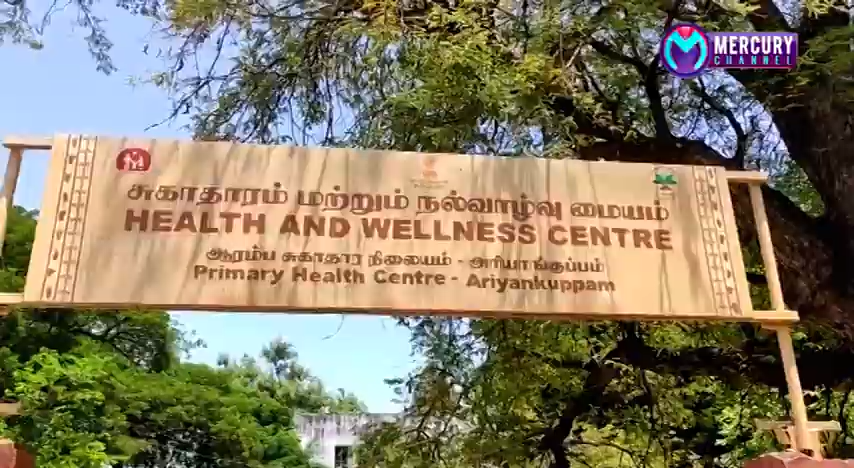 MERCURY
CHANNEL
சுகாதாரம் மற்றும் நல்வாழ்வு மையம்
HEALTH AND WELLNESS CENTRE
ஆரம்ப சுகாதார நிலையம் - அரியாங்குப்பம்
Primary Health Centre - Ariyankuppam